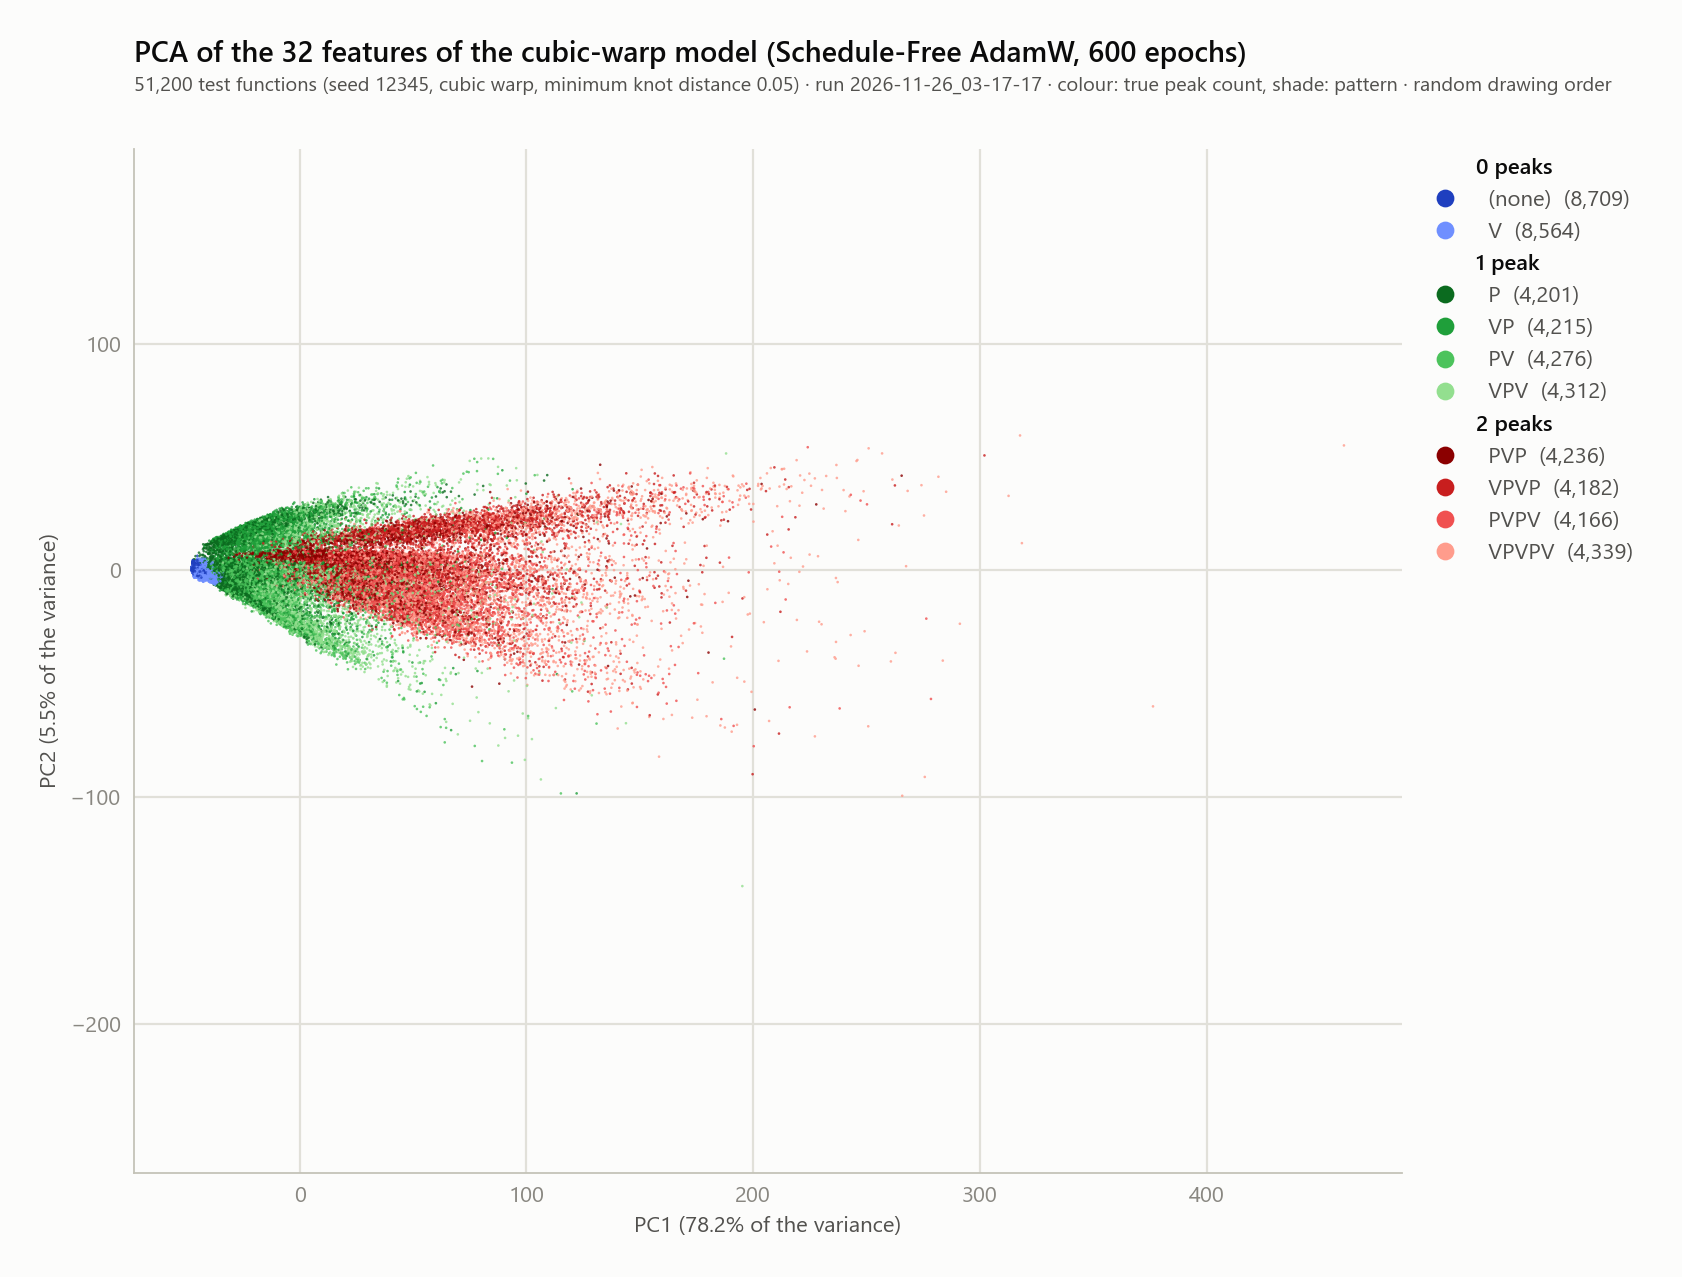 PCA of the 32 features of the cubic-warp model (Schedule-Free AdamW, 600 epochs)
51,200 test functions (seed 12345, cubic warp, minimum knot distance 0.05) · run 2026-11-26_03-17-17 · colour: true peak count, shade: pattern · random drawing order
0 peaks
(none) (8,709)
V (8,564)
1 peak
P (4,201)
VP (4,215)
PV (4,276)
VPV (4,312)
2 peaks
PVP (4,236)
VPVP (4,182)
PVPV (4,166)
VPVPV (4,339)
PC2 (5.5% of the variance)
100
0
−100
−200
0
100
200
300
400
PC1 (78.2% of the variance)